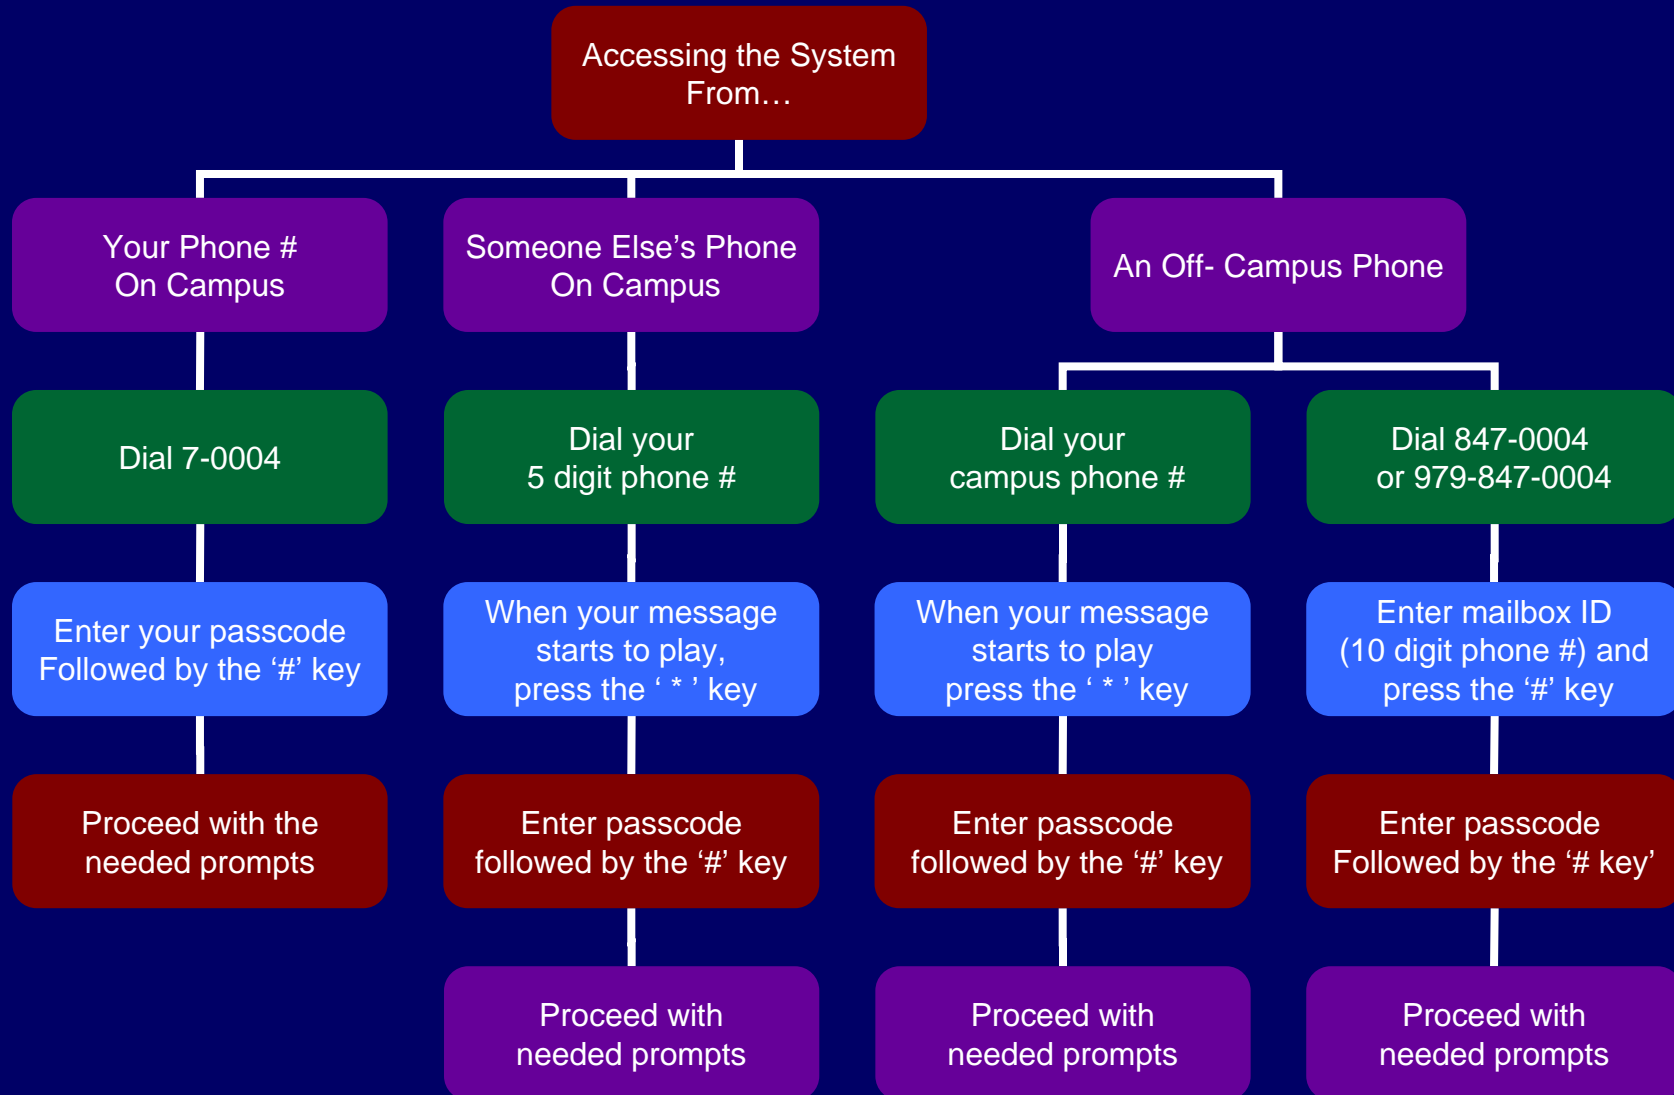 Accessing the System
From…
Your Phone #
On Campus
Someone Else’s Phone
On Campus
An Off- Campus Phone
Dial 7-0004
Dial your
5 digit phone #
Dial your
campus phone #
Dial 847-0004
or 979-847-0004
Enter your passcode
Followed by the ‘#’ key
When your message
starts to play,
press the ‘ * ’ key
When your message
starts to play
press the ‘ * ’ key
Enter mailbox ID
(10 digit phone #) and
press the ‘#’ key
Proceed with the
needed prompts
Enter passcode
followed by the ‘#’ key
Enter passcode
followed by the ‘#’ key
Enter passcode
Followed by the ‘# key’
Proceed with
needed prompts
Proceed with
needed prompts
Proceed with
needed prompts